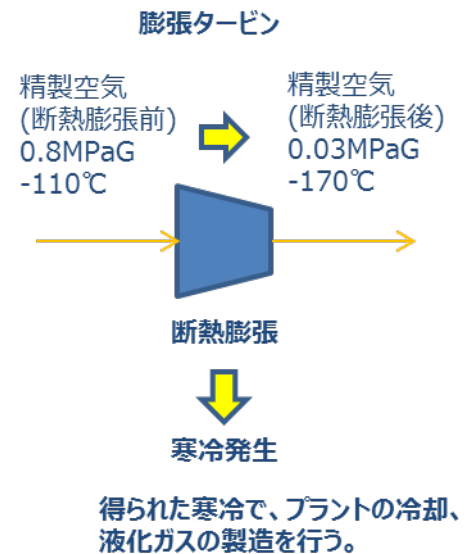 膨張タービン
精製空気
(断熱膨張前)
0.8MPaG
-110℃
精製空気
(断熱膨張後)
0.03MPaG
-170℃
断熱膨張
寒冷発生
得られた寒冷で、プラントの冷却、
液化ガスの製造を行う。